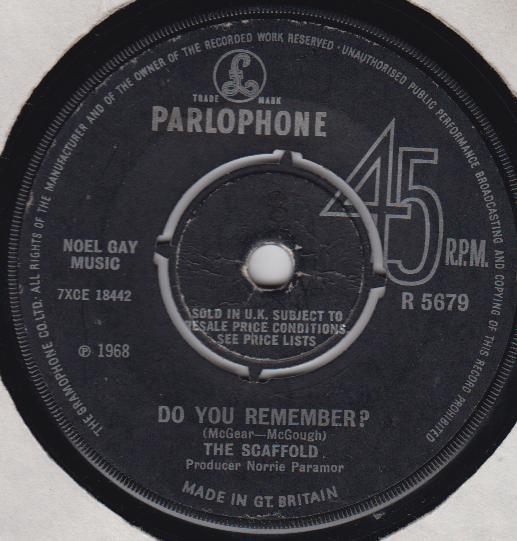 THE GRAMOPHONE CO. LTD. · ALL RIGHTS OF THE MANUFACTURER AND OF THE OWNER OF THE RECORDED WORK RESERVED · UNAUTHORISED PUBLIC PERFORMANCE BROADCASTING AND COPYING OF THIS RECORD PROHIBITED
£
TRADE MARK
PARLOPHONE
45 R.P.M.
NOEL GAY
MUSIC
7XCE 18442
R 5679
℗ 1968
SOLD IN U.K. SUBJECT TO
RESALE PRICE CONDITIONS
SEE PRICE LISTS
DO YOU REMEMBER?
(McGear—McGough)
THE SCAFFOLD
Producer Norrie Paramor
MADE IN GT. BRITAIN